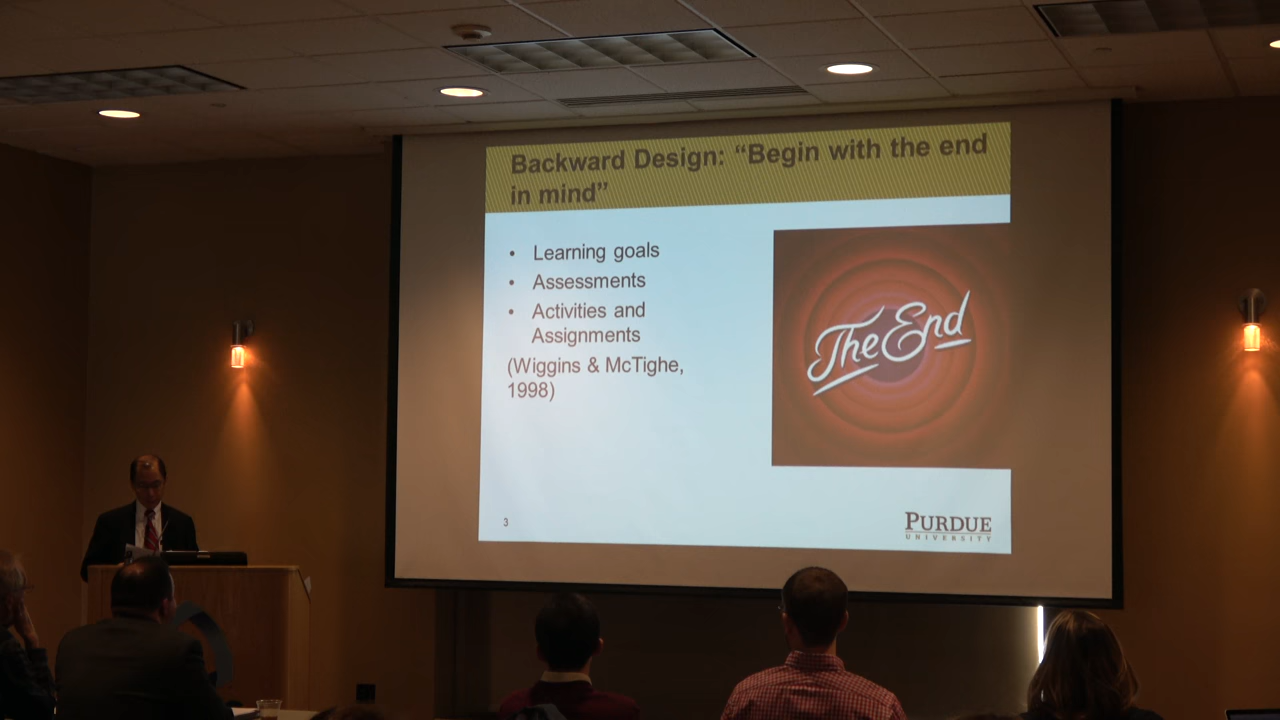 Backward Design: “Begin with the end
in mind”
• Learning goals
• Assessments
• Activities and
Assignments
(Wiggins & McTighe,
1998)
The End
3
PURDUE
UNIVERSITY